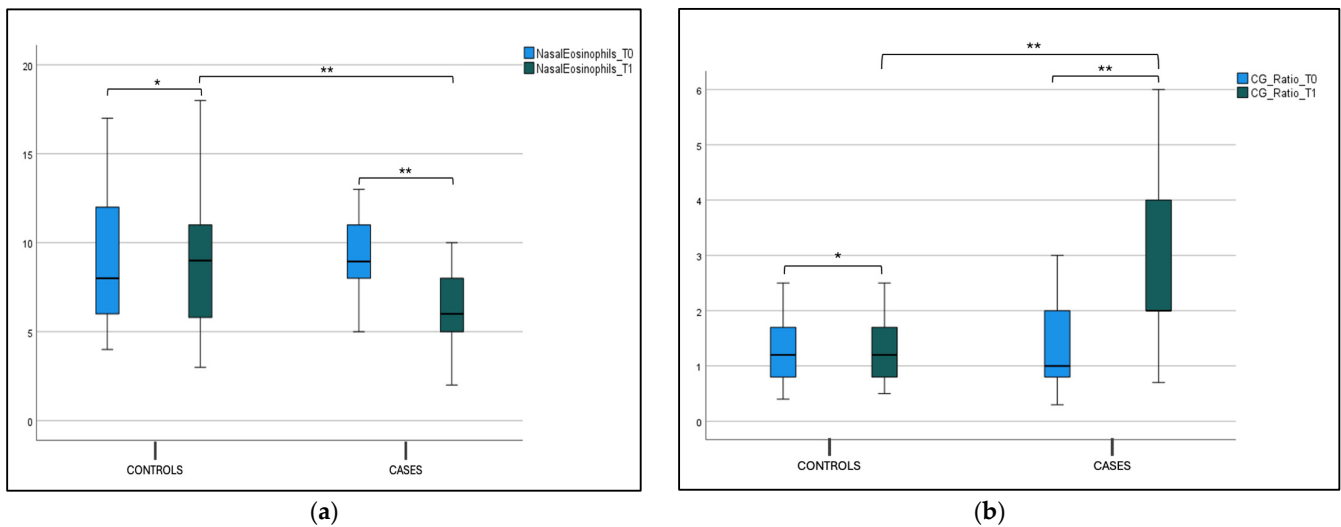 NasalEosinophils_T0
NasalEosinophils_T1
20
15
10
5
0
*
**
**
CONTROLS
CASES
(a)
CG_Ratio_T0
CG_Ratio_T1
6
5
4
3
2
1
0
**
**
*
CONTROLS
CASES
(b)